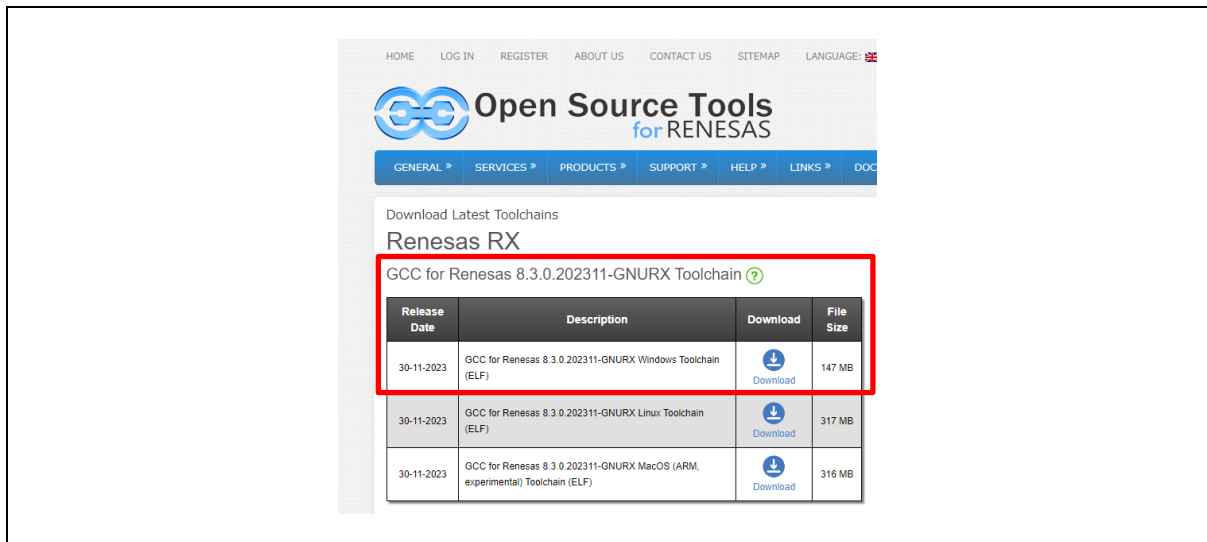 HOME LOG IN REGISTER ABOUT US CONTACT US SITEMAP LANGUAGE:
Open Source Tools
for RENESAS
GENERAL » SERVICES » PRODUCTS » SUPPORT » HELP » LINKS » DOC
Download Latest Toolchains
Renesas RX
GCC for Renesas 8.3.0.202311-GNURX Toolchain ?
Release Date Description Download File Size
30-11-2023 GCC for Renesas 8.3.0.202311-GNURX Windows Toolchain
(ELF) Download 147 MB
30-11-2023 GCC for Renesas 8.3.0.202311-GNURX Linux Toolchain
(ELF) Download 317 MB
30-11-2023 GCC for Renesas 8.3.0.202311-GNURX MacOS (ARM,
experimental) Toolchain (ELF) Download 316 MB